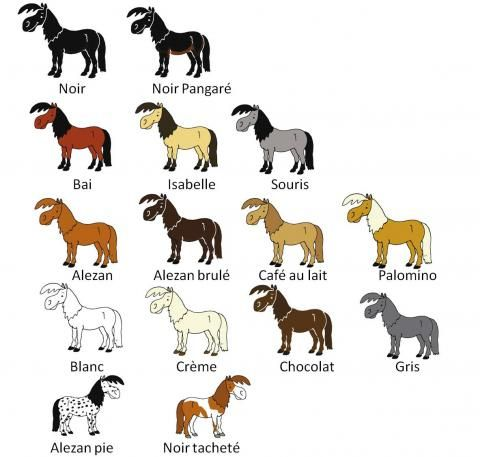 Noir
Noir Pangaré
Bai
Isabelle
Souris
Alezan
Alezan brulé
Café au lait
Palomino
Blanc
Crème
Chocolat
Gris
Alezan pie
Noir tacheté